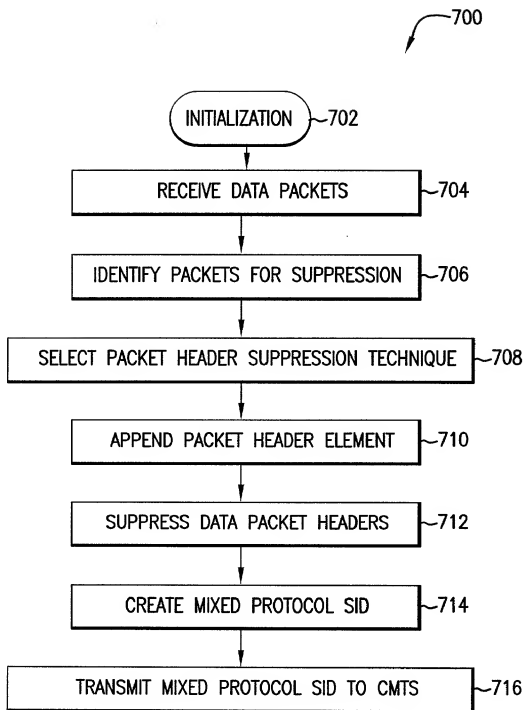 700
INITIALIZATION 702
RECEIVE DATA PACKETS 704
IDENTIFY PACKETS FOR SUPPRESSION 706
SELECT PACKET HEADER SUPPRESSION TECHNIQUE 708
APPEND PACKET HEADER ELEMENT 710
SUPPRESS DATA PACKET HEADERS 712
CREATE MIXED PROTOCOL SID 714
TRANSMIT MIXED PROTOCOL SID TO CMTS 716